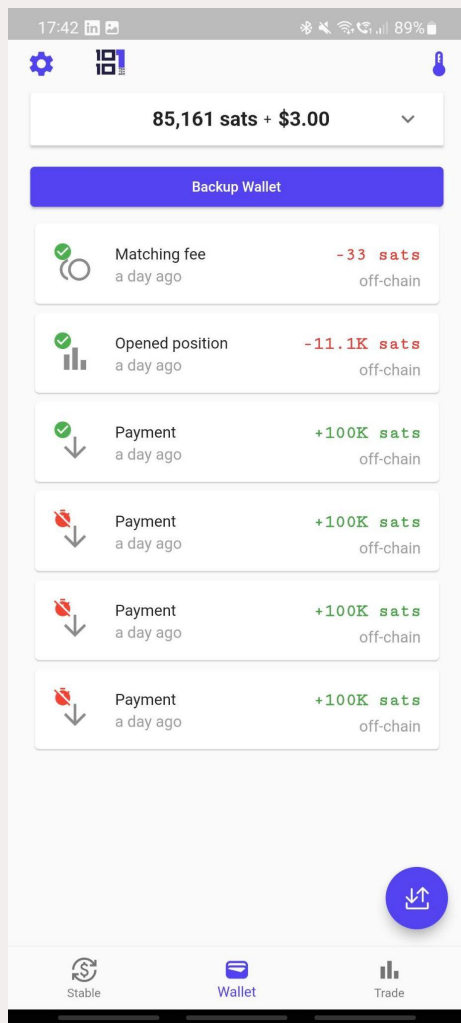 17:42 in 89%
101
101
85,161 sats + $3.00
Backup Wallet
Matching fee -33 sats
a day ago off-chain
Opened position -11.1K sats
a day ago off-chain
Payment +100K sats
a day ago off-chain
Payment +100K sats
a day ago off-chain
Payment +100K sats
a day ago off-chain
Payment +100K sats
a day ago off-chain
Stable Wallet Trade